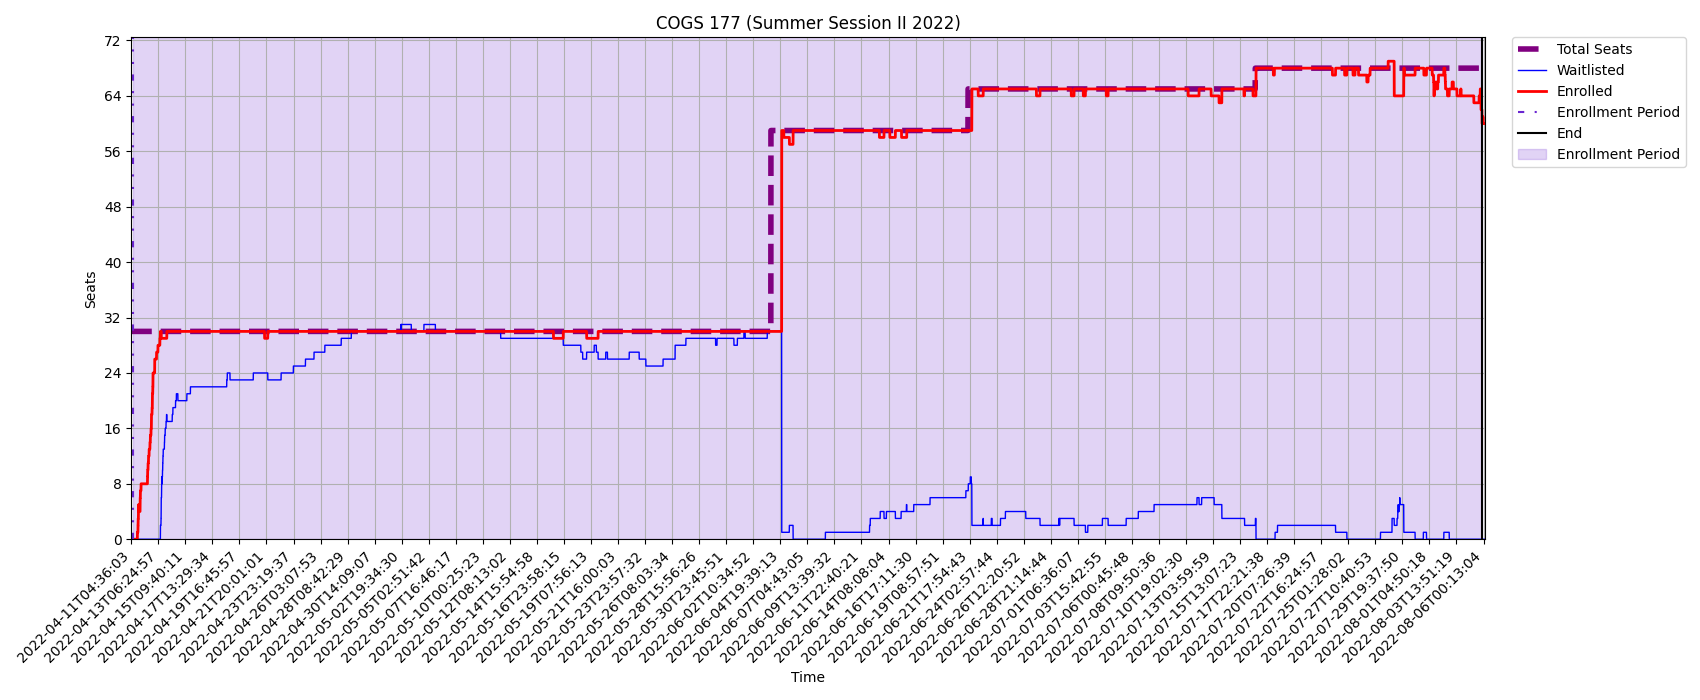 COGS 177 (Summer Session II 2022)
72
64
56
48
40
32
24
16
8
0
Seats
2022-04-11T04:36:03
2022-04-13T06:24:57
2022-04-15T09:40:11
2022-04-17T13:29:34
2022-04-19T16:45:57
2022-04-21T20:01:01
2022-04-23T23:19:37
2022-04-26T03:07:53
2022-04-28T08:42:29
2022-04-30T14:09:07
2022-05-02T19:34:30
2022-05-05T02:51:42
2022-05-07T16:46:17
2022-05-10T00:25:23
2022-05-12T08:13:02
2022-05-14T15:54:58
2022-05-16T23:58:15
2022-05-19T07:56:13
2022-05-21T16:00:03
2022-05-23T23:57:32
2022-05-26T08:03:34
2022-05-28T15:56:26
2022-05-30T23:45:51
2022-06-02T10:34:52
2022-06-04T19:39:13
2022-06-07T04:43:05
2022-06-09T13:39:32
2022-06-11T22:40:21
2022-06-14T08:08:04
2022-06-16T17:11:30
2022-06-19T08:57:51
2022-06-21T17:54:43
2022-06-24T02:57:44
2022-06-26T12:20:52
2022-06-28T21:14:44
2022-07-01T06:36:07
2022-07-03T15:42:55
2022-07-06T00:45:48
2022-07-08T09:50:36
2022-07-10T19:02:30
2022-07-13T03:59:59
2022-07-15T13:07:23
2022-07-17T22:21:38
2022-07-20T07:26:39
2022-07-22T16:24:57
2022-07-25T01:28:02
2022-07-27T10:40:53
2022-07-29T19:37:50
2022-08-01T04:50:18
2022-08-03T13:51:19
2022-08-06T00:13:04
Time
Total Seats
Waitlisted
Enrolled
Enrollment Period
End
Enrollment Period